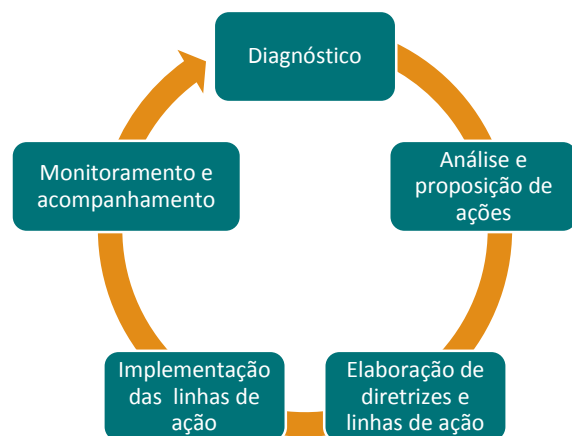 Diagnóstico
Análise e
proposição de
ações
Elaboração de
diretrizes e
linhas de ação
Implementação
das linhas de
ação
Monitoramento e
acompanhamento